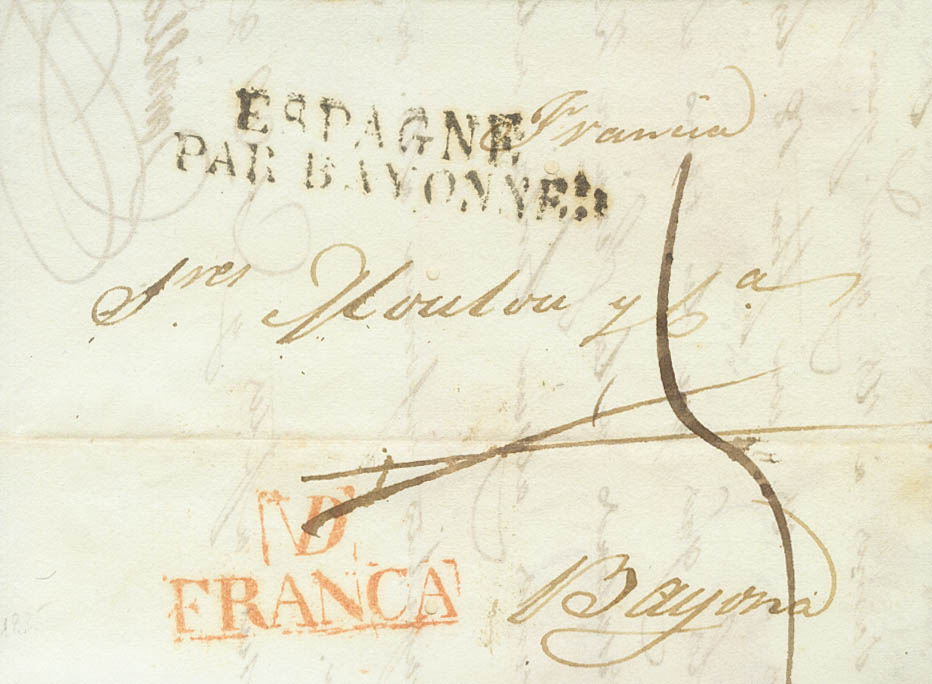 ESPAGNE Francia
PAR BAYONNE
Sres Moulou y Ca
D
FRANCA
Bayona